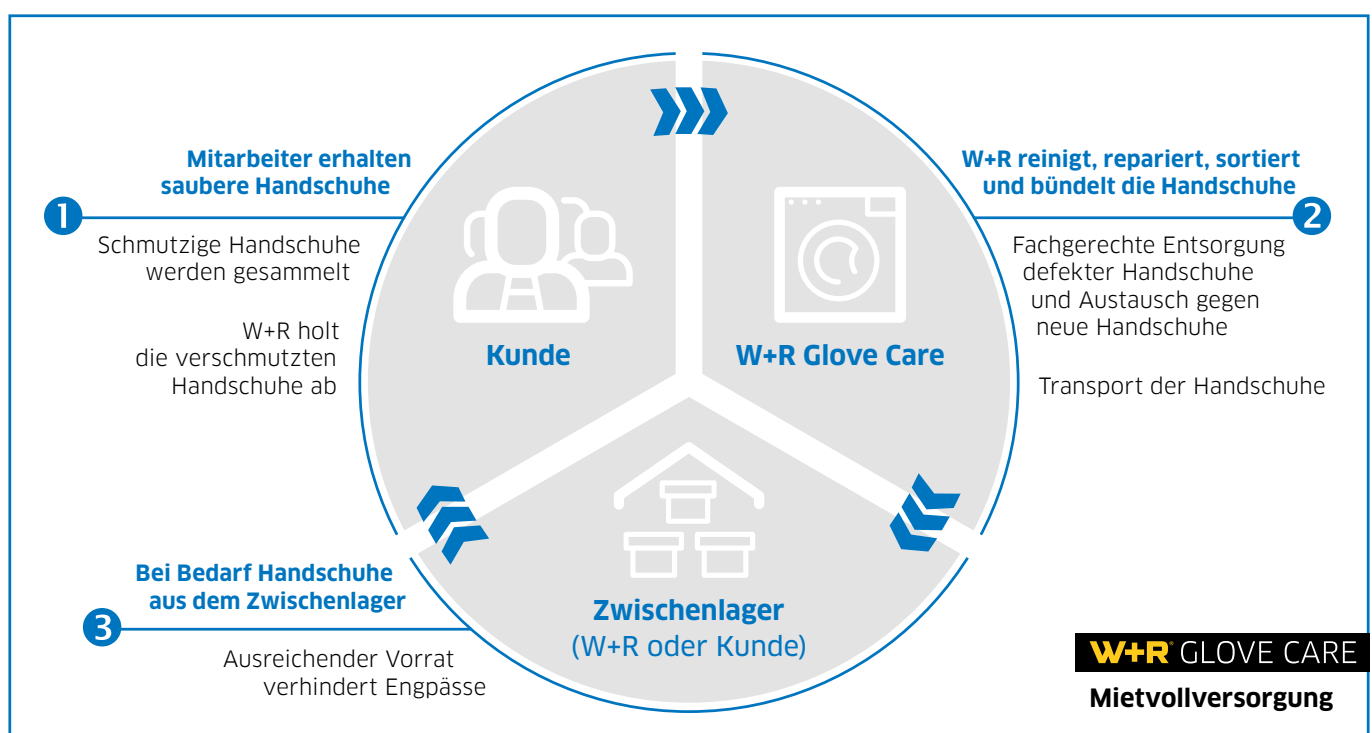 1
Mitarbeiter erhalten
saubere Handschuhe
Schmutzige Handschuhe
werden gesammelt
W+R holt
die verschmutzten
Handschuhe ab
Kunde
2
W+R reinigt, repariert, sortiert
und bündelt die Handschuhe
Fachgerechte Entsorgung
defekter Handschuhe
und Austausch gegen
neue Handschuhe
Transport der Handschuhe
W+R Glove Care
3
Bei Bedarf Handschuhe
aus dem Zwischenlager
Ausreichender Vorrat
verhindert Engpässe
Zwischenlager
(W+R oder Kunde)
W+R® GLOVE CARE
Mietvollversorgung